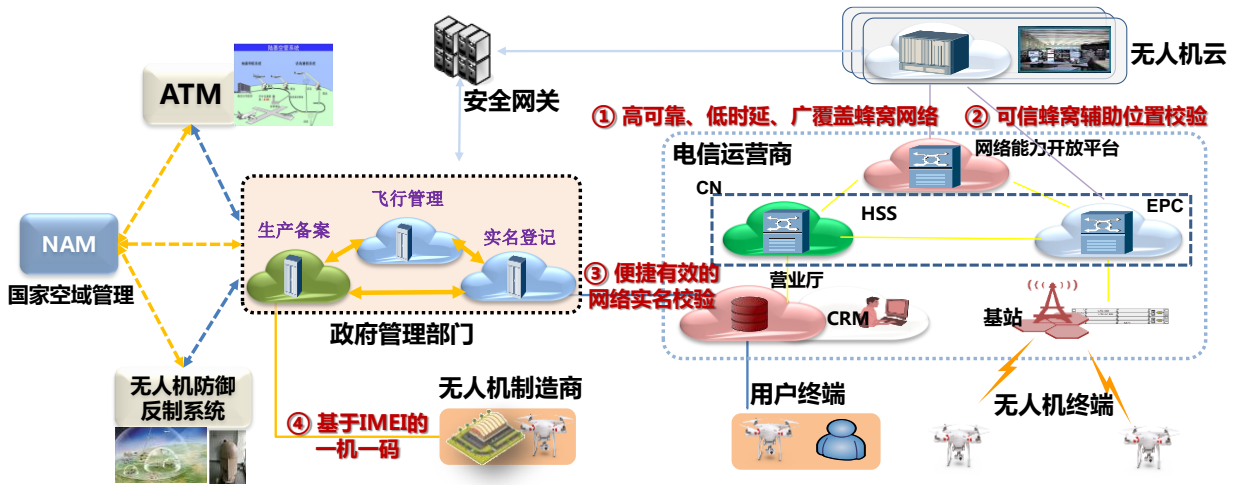 无人机云
安全网关
ATM
① 高可靠、低时延、广覆盖蜂窝网络
② 可信蜂窝辅助位置校验
电信运营商
网络能力开放平台
CN
HSS
EPC
飞行管理
生产备案
实名登记
NAM
国家空域管理
③ 便捷有效的
网络实名校验
营业厅
CRM
基站
政府管理部门
无人机防御
反制系统
无人机制造商
④ 基于IMEI的
一机一码
用户终端
无人机终端